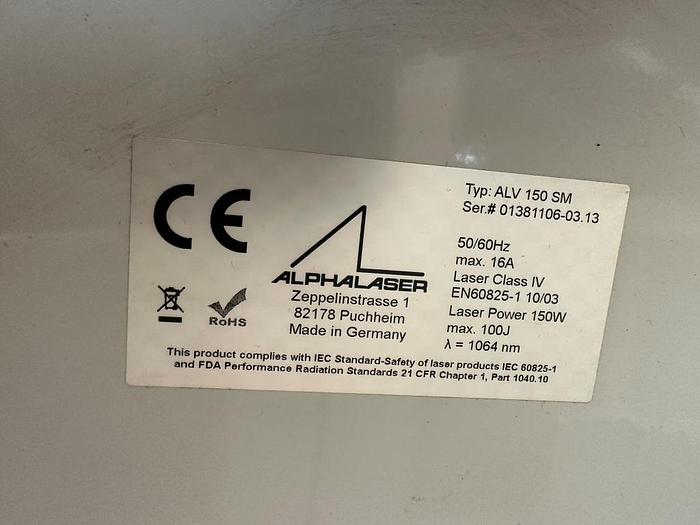 CE
RoHS
ALPHALASER
Zeppelinstrasse 1
82178 Puchheim
Made in Germany
Typ: ALV 150 SM
Ser.# 01381106-03.13
50/60Hz
max. 16A
Laser Class IV
EN60825-1 10/03
Laser Power 150W
max. 100J
λ = 1064 nm
This product complies with IEC Standard-Safety of laser products IEC 60825-1
and FDA Performance Radiation Standards 21 CFR Chapter 1, Part 1040.10